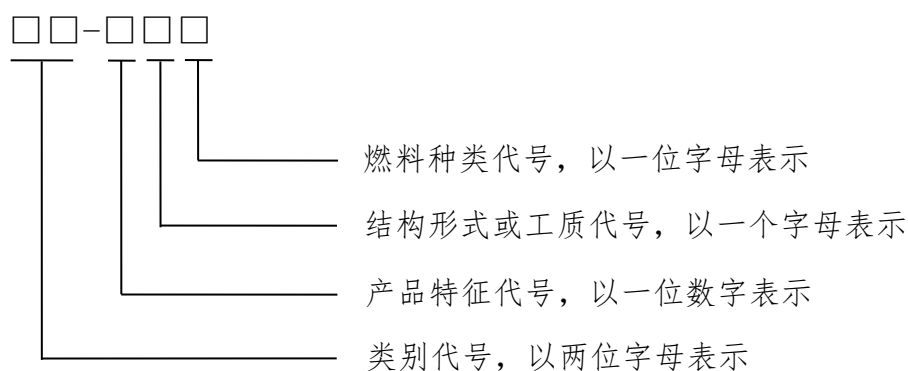 □□-□□□
燃料种类代号，以一位字母表示
结构形式或工质代号，以一个字母表示
产品特征代号，以一位数字表示
类别代号，以两位字母表示